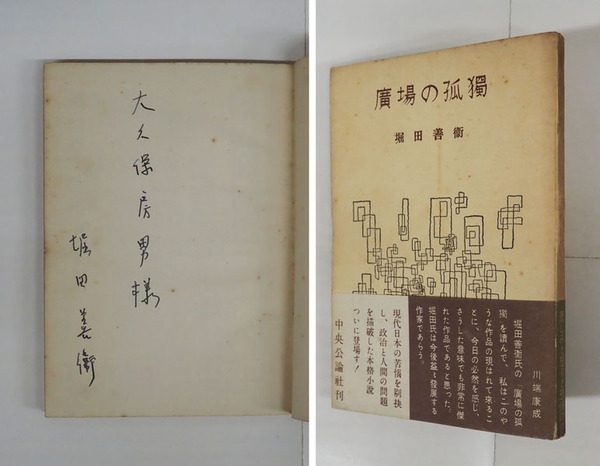 大久保房男様
堀田善衛
廣場の孤獨
堀田善衞
川端康成
堀田善衞氏の「廣場の孤
獨」を讀んで、私はこのや
うな作品の現はれて來るこ
とに、今日の必然を感じ、
さうした意味でも非常に傑
れた作品であると思った。
堀田氏は今後益々發展する
作家であらう。
現代日本の苦惱を剔抉
し、政治と人間の問題
を描破した本格小説
ついに登場す!
中央公論社刊